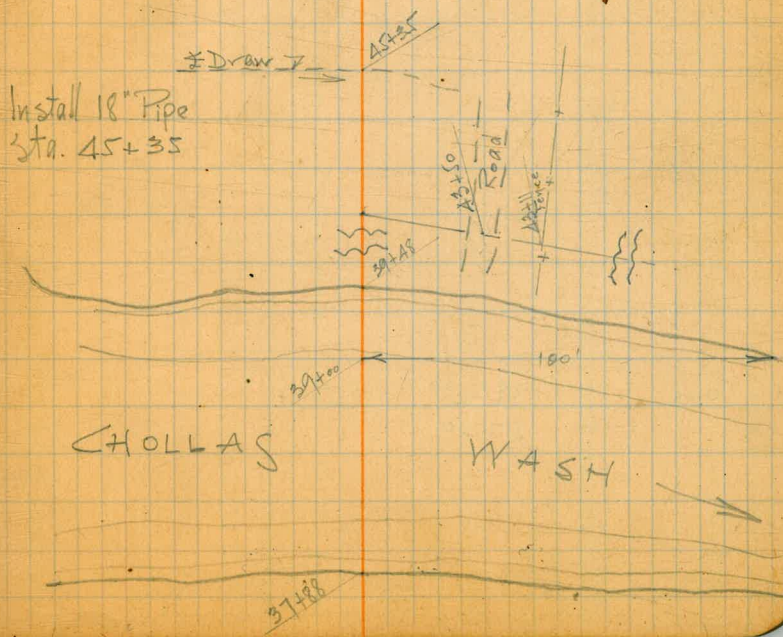 45+35
Draw
Install 18" Pipe
Sta. 45+35
43+50
Road
Fence
39+48
39+00
100'
CHOLLAS WASH
37+88